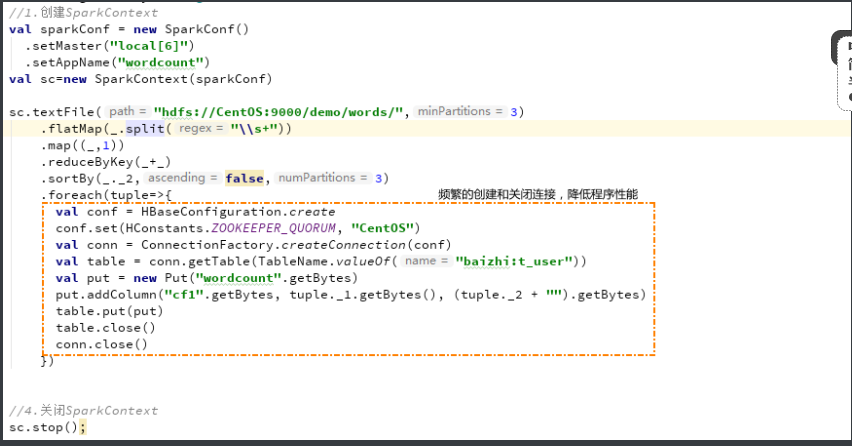 //1.创建SparkContext
val sparkConf = new SparkConf()
.setMaster("local[6]")
.setAppName("wordcount")
val sc=new SparkContext(sparkConf)
sc.textFile( path = "hdfs://CentOS:9000/demo/words/", minPartitions = 3)
.flatMap(_.split( regex = "\\s+"))
.map((_,1))
.reduceByKey(_+_)
.sortBy(_._2, ascending = false, numPartitions = 3)
.foreach(tuple=>{ 频繁的创建和关闭连接，降低程序性能
val conf = HBaseConfiguration.create
conf.set(HConstants.ZOOKEEPER_QUORUM, "CentOS")
val conn = ConnectionFactory.createConnection(conf)
val table = conn.getTable(TableName.valueOf( name = "baizhi:t_user"))
val put = new Put("wordcount".getBytes)
put.addColumn("cf1".getBytes, tuple._1.getBytes(), (tuple._2 + "").getBytes)
table.put(put)
table.close()
conn.close()
})
//4.关闭SparkContext
sc.stop();